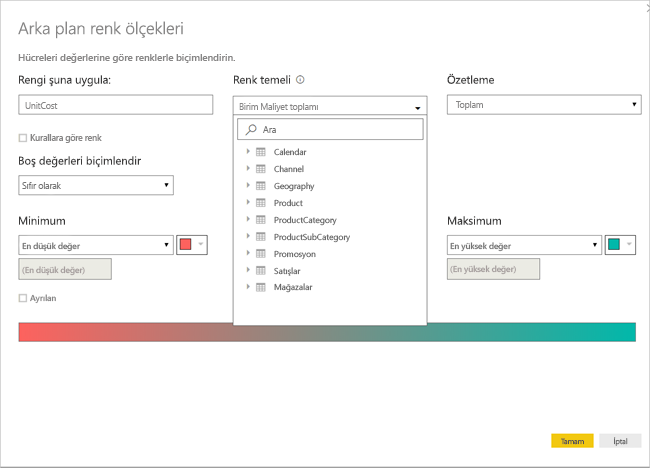 Arka plan renk ölçekleri
Hücreleri değerlerine göre renklerle biçimlendirin.
Rengi şuna uygula:
Renk temeli
Özetleme
UnitCost
Birim Maliyet toplamı
Toplam
Kurallara göre renk
Ara
Boş değerleri biçimlendir
Sıfır olarak
Calendar
Channel
Geography
Product
ProductCategory
ProductSubCategory
Promosyon
Satışlar
Mağazalar
Minimum
En düşük değer
(En düşük değer)
Maksimum
En yüksek değer
(En yüksek değer)
Ayrılan
Tamam
İptal